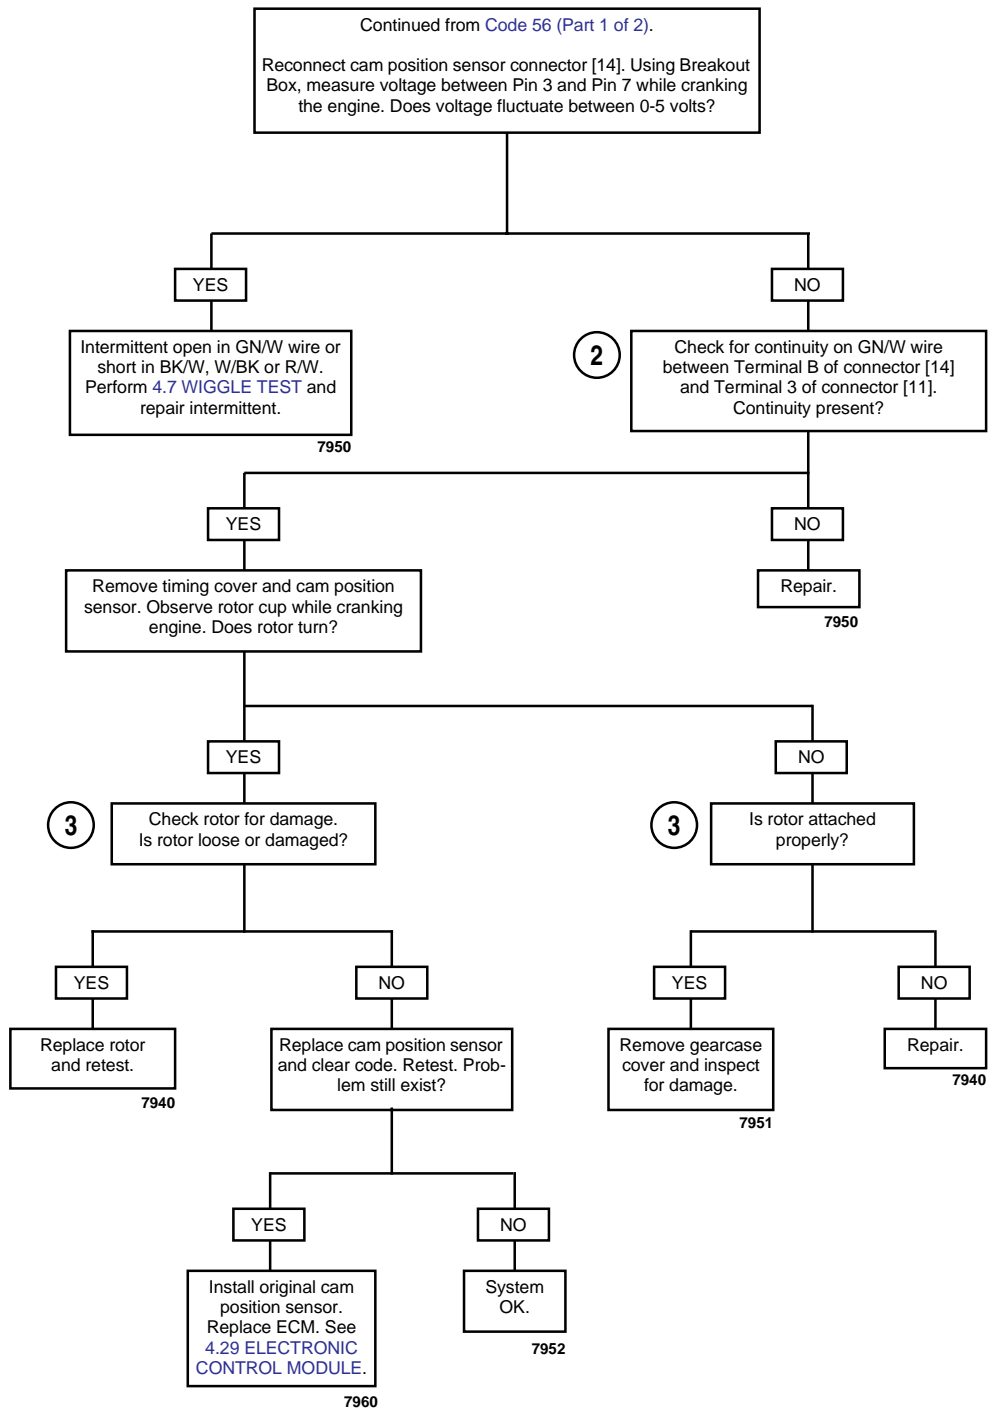 Continued from Code 56 (Part 1 of 2).
Reconnect cam position sensor connector [14]. Using Breakout
Box, measure voltage between Pin 3 and Pin 7 while cranking
the engine. Does voltage fluctuate between 0-5 volts?
YES
NO
Intermittent open in GN/W wire or
short in BK/W, W/BK or R/W.
Perform 4.7 WIGGLE TEST and
repair intermittent.
7950
2
Check for continuity on GN/W wire
between Terminal B of connector [14]
and Terminal 3 of connector [11].
Continuity present?
YES
NO
Remove timing cover and cam position
sensor. Observe rotor cup while cranking
engine. Does rotor turn?
Repair.
7950
YES
NO
3
Check rotor for damage.
Is rotor loose or damaged?
3
Is rotor attached
properly?
YES
NO
YES
NO
Replace rotor
and retest.
7940
Replace cam position sensor
and clear code. Retest. Prob-
lem still exist?
Remove gearcase
cover and inspect
for damage.
7951
Repair.
7940
YES
NO
Install original cam
position sensor.
Replace ECM. See
4.29 ELECTRONIC
CONTROL MODULE.
7960
System
OK.
7952